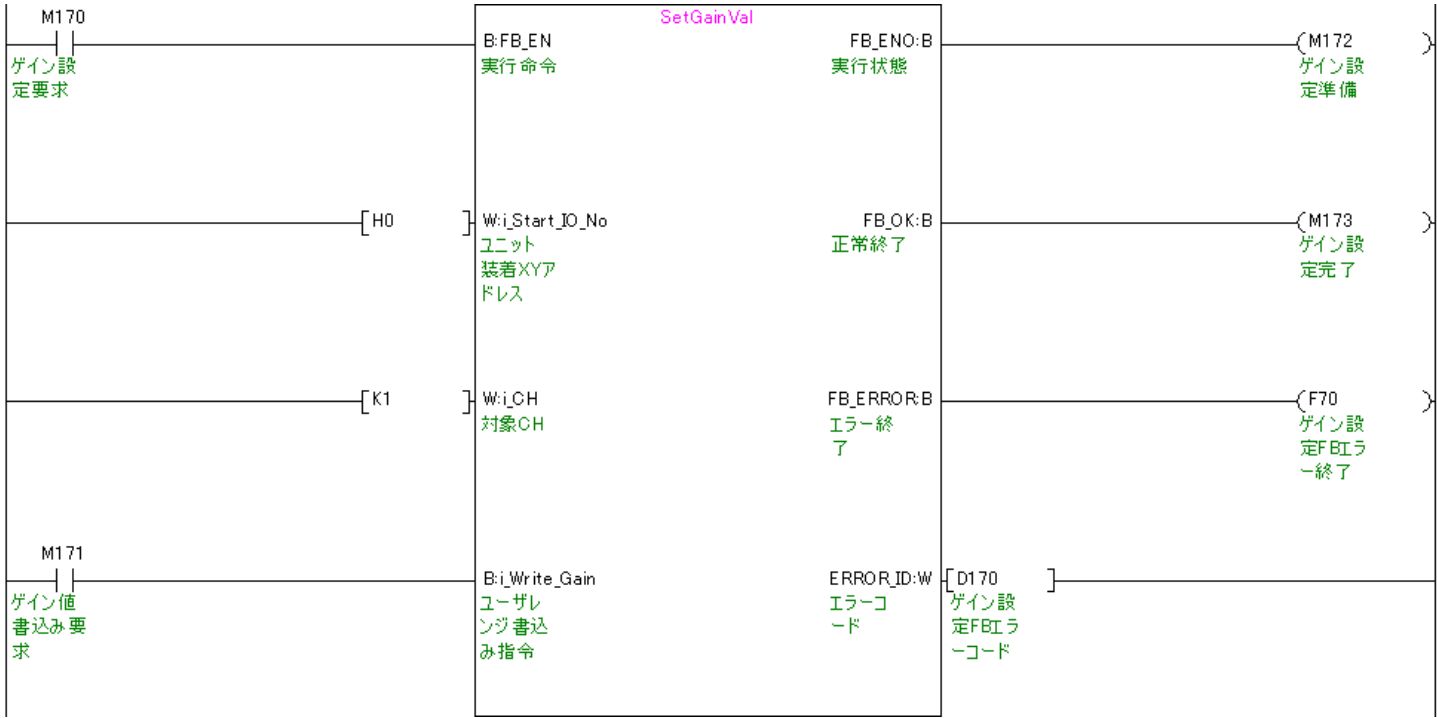 M170
ゲイン設
定要求
SetGainVal
B:FB_EN
実行命令
FB_ENO:B
実行状態
M172
ゲイン設
定準備
H0
W:i_Start_IO_No
ユニット
装着XYア
ドレス
FB_OK:B
正常終了
M173
ゲイン設
定完了
K1
W:i_CH
対象CH
FB_ERROR:B
エラー終
了
F70
ゲイン設
定FBエラ
ー終了
M171
ゲイン値
書込み要
求
B:i_Write_Gain
ユーザレ
ンジ書込
み指令
ERROR_ID:W
エラーコ
ード
D170
ゲイン設
定FBエラ
ーコード